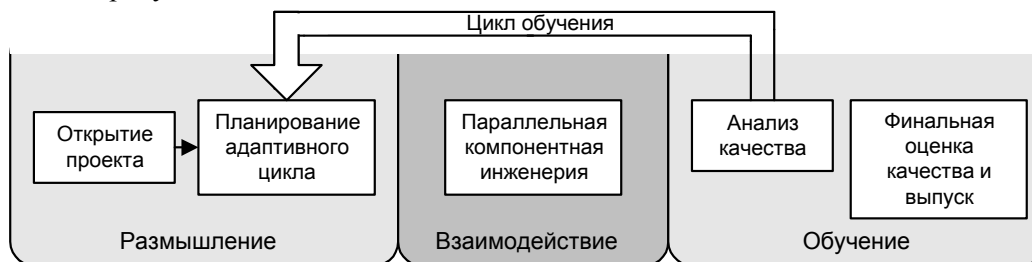 Цикл обучения
Открытие
проекта
Планирование
адаптивного
цикла
Параллельная
компонентная
инженерия
Анализ
качества
Финальная
оценка
качества и
выпуск
Размышление
Взаимодействие
Обучение